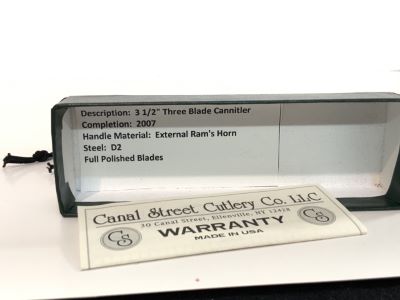 Description: 3 1/2" Three Blade Cannitler
Completion: 2007
Handle Material: External Ram's Horn
Steel: D2
Full Polished Blades
Canal Street Cutlery Co. LLC
30 Canal Street, Ellenville, NY 12428
CS
WARRANTY
CS
MADE IN USA